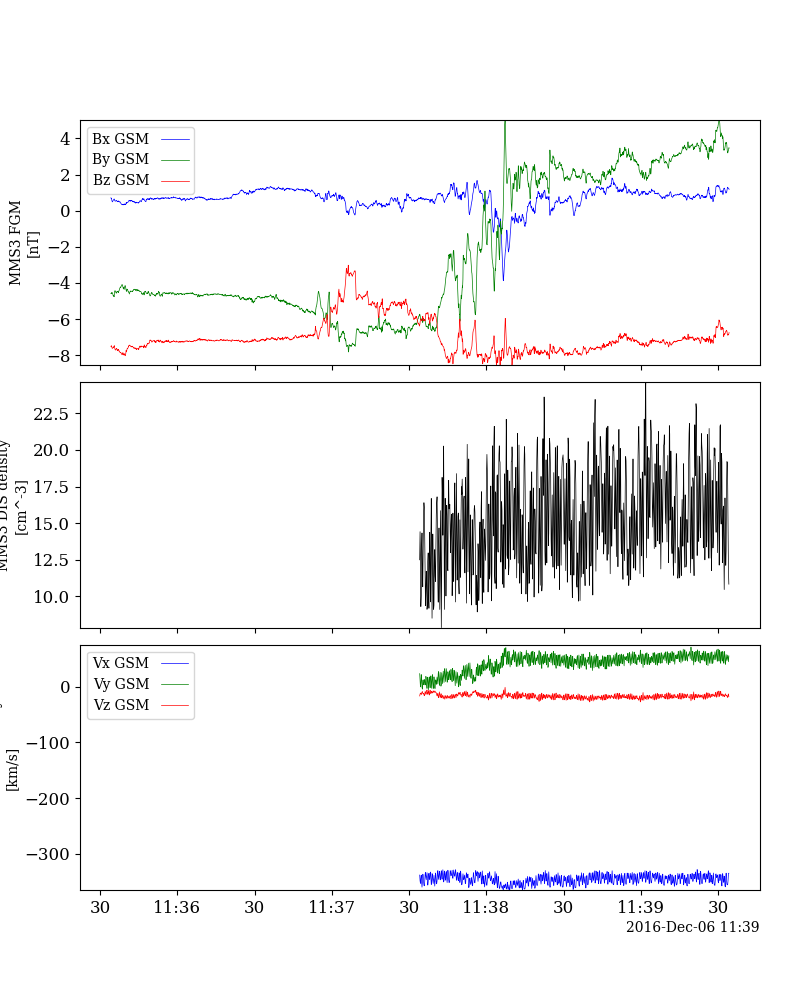 4
2
0
−2
−4
−6
−8
MMS3 FGM
[nT]
Bx GSM
By GSM
Bz GSM
22.5
20.0
17.5
15.0
12.5
10.0
MMS3 DIS density
[cm^-3]
0
−100
−200
−300
[km/s]
Vx GSM
Vy GSM
Vz GSM
30 11:36 30 11:37 30 11:38 30 11:39 30
2016-Dec-06 11:39